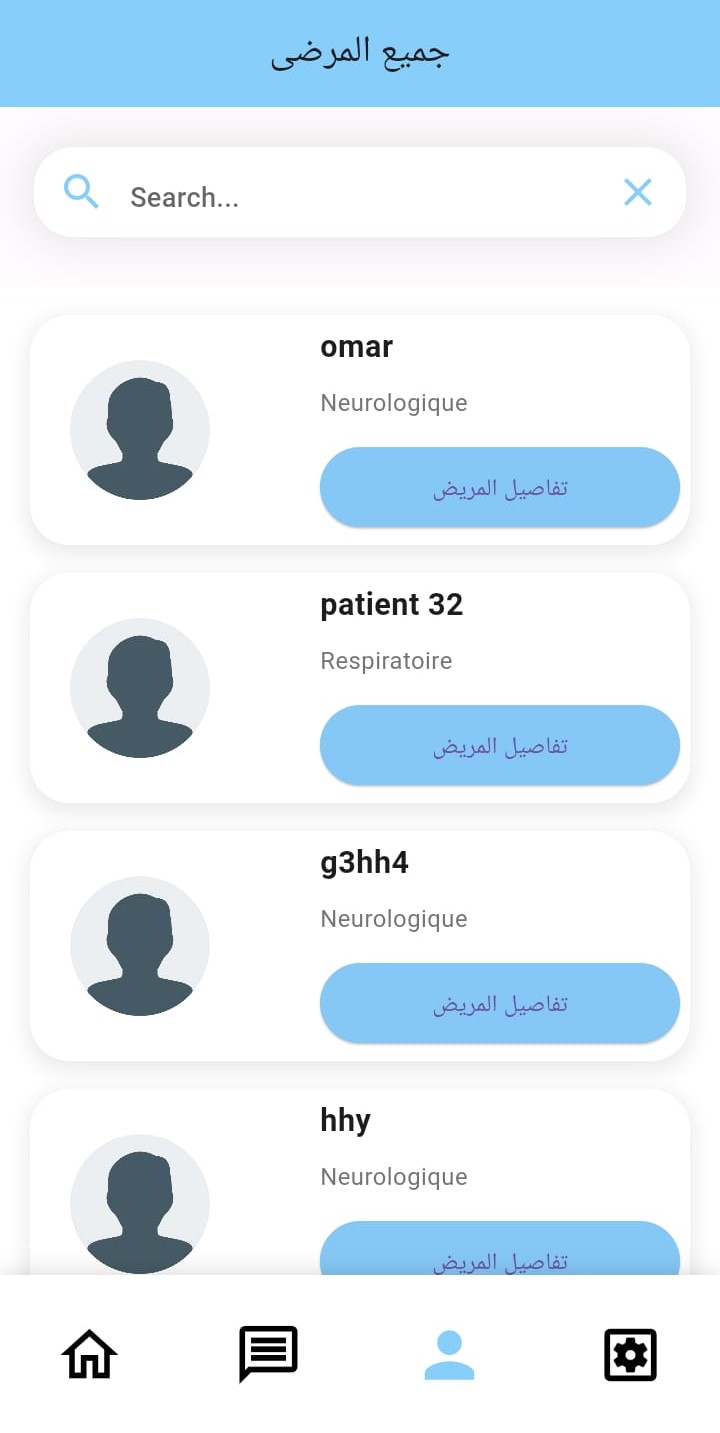 جميع المرضى
Search...
omar
Neurologique
تفاصيل المريض
patient 32
Respiratoire
تفاصيل المريض
g3hh4
Neurologique
تفاصيل المريض
hhy
Neurologique
تفاصيل المريض